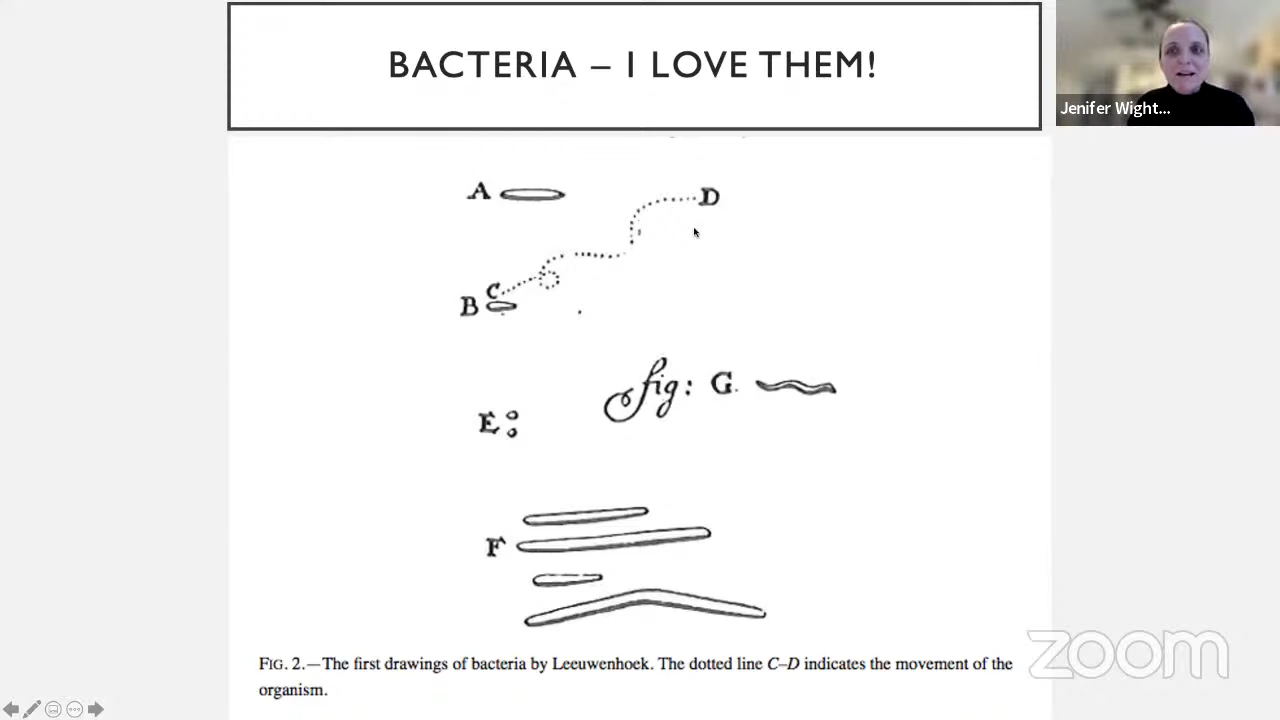 BACTERIA – I LOVE THEM!
Jenifer Wight...
A
D
C
B
fig: G.
E
F
FIG. 2.—The first drawings of bacteria by Leeuwenhoek. The dotted line C–D indicates the movement of the
organism.
zoom